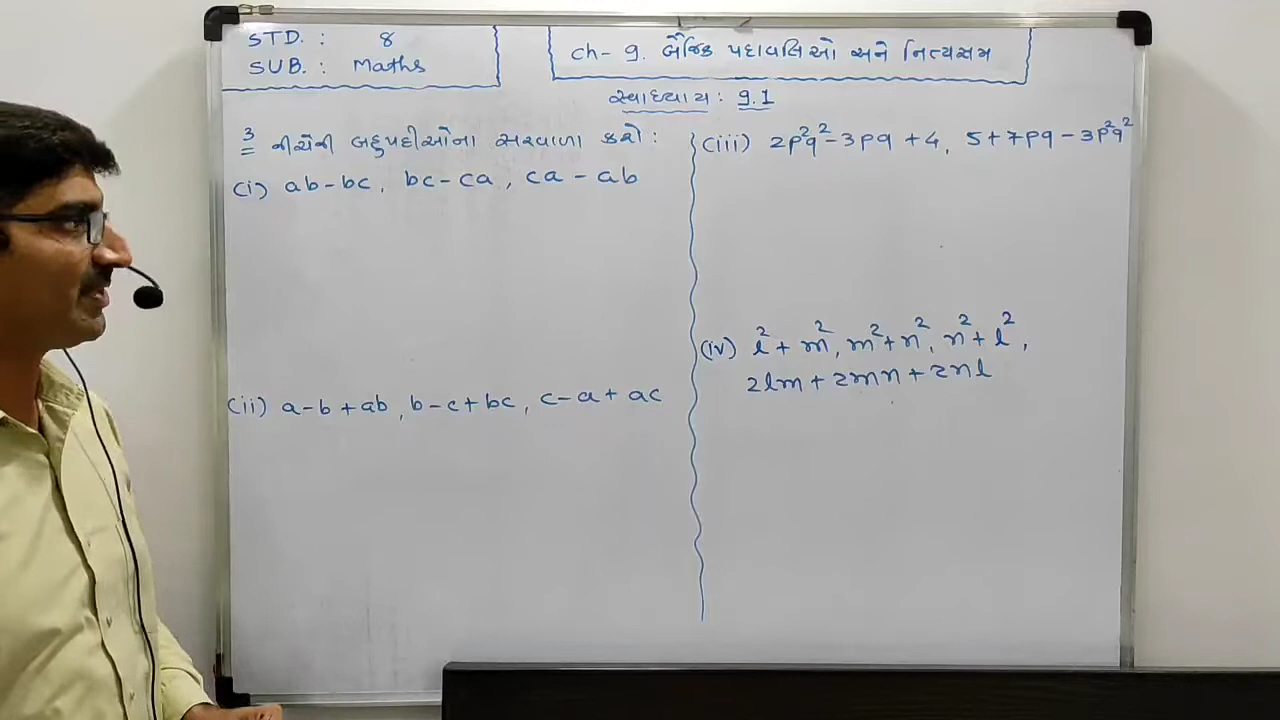 STD. : 8
SUB. : Maths
ch- 9. બૈજિક પદાવલિઓ અને નિત્યસમ
સ્વાધ્યાય : 9.1
3 નીચેની બહુપદીઓના સરવાળા કરો :
(i) ab-bc, bc-ca, ca-ab
(ii) a-b+ab, b-c+bc, c-a+ac
(iii) 2p²q²-3pq+4, 5+7pq-3p²q²
(iv) l²+m², m²+n², n²+l²,
2lm+2mn+2nl